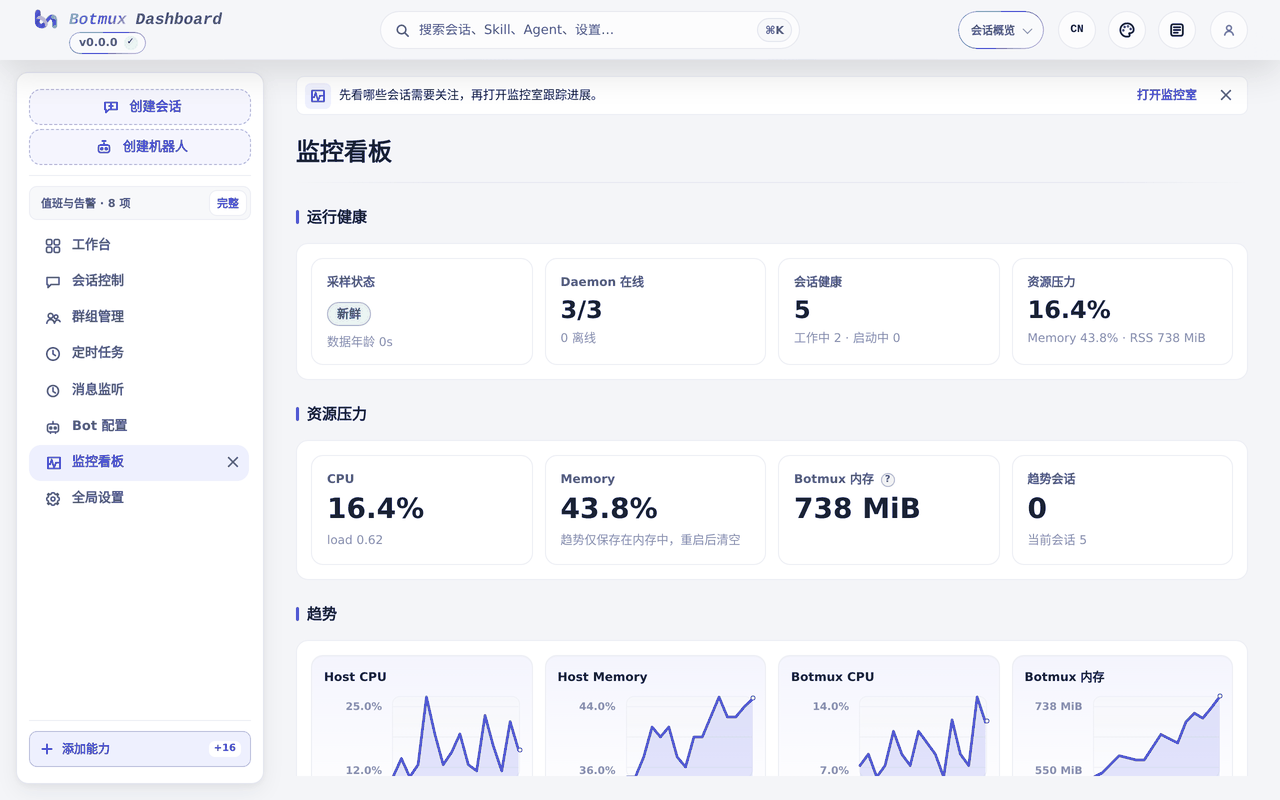 Botmux Dashboard
v0.0.0 ✓
搜索会话、Skill、Agent、设置…
⌘K
会话概览
CN
创建会话
创建机器人
值班与告警 · 8 项
完整
工作台
会话控制
群组管理
定时任务
消息监听
Bot 配置
监控看板
全局设置
添加能力
+16
先看哪些会话需要关注，再打开监控室跟踪进展。
打开监控室
监控看板
运行健康
采样状态
新鲜
数据年龄 0s
Daemon 在线
3/3
0 离线
会话健康
5
工作中 2 · 启动中 0
资源压力
16.4%
Memory 43.8% · RSS 738 MiB
资源压力
CPU
16.4%
load 0.62
Memory
43.8%
趋势仅保存在内存中，重启后清空
Botmux 内存 ?
738 MiB
趋势会话
0
当前会话 5
趋势
Host CPU
25.0%
12.0%
Host Memory
44.0%
36.0%
Botmux CPU
14.0%
7.0%
Botmux 内存
738 MiB
550 MiB